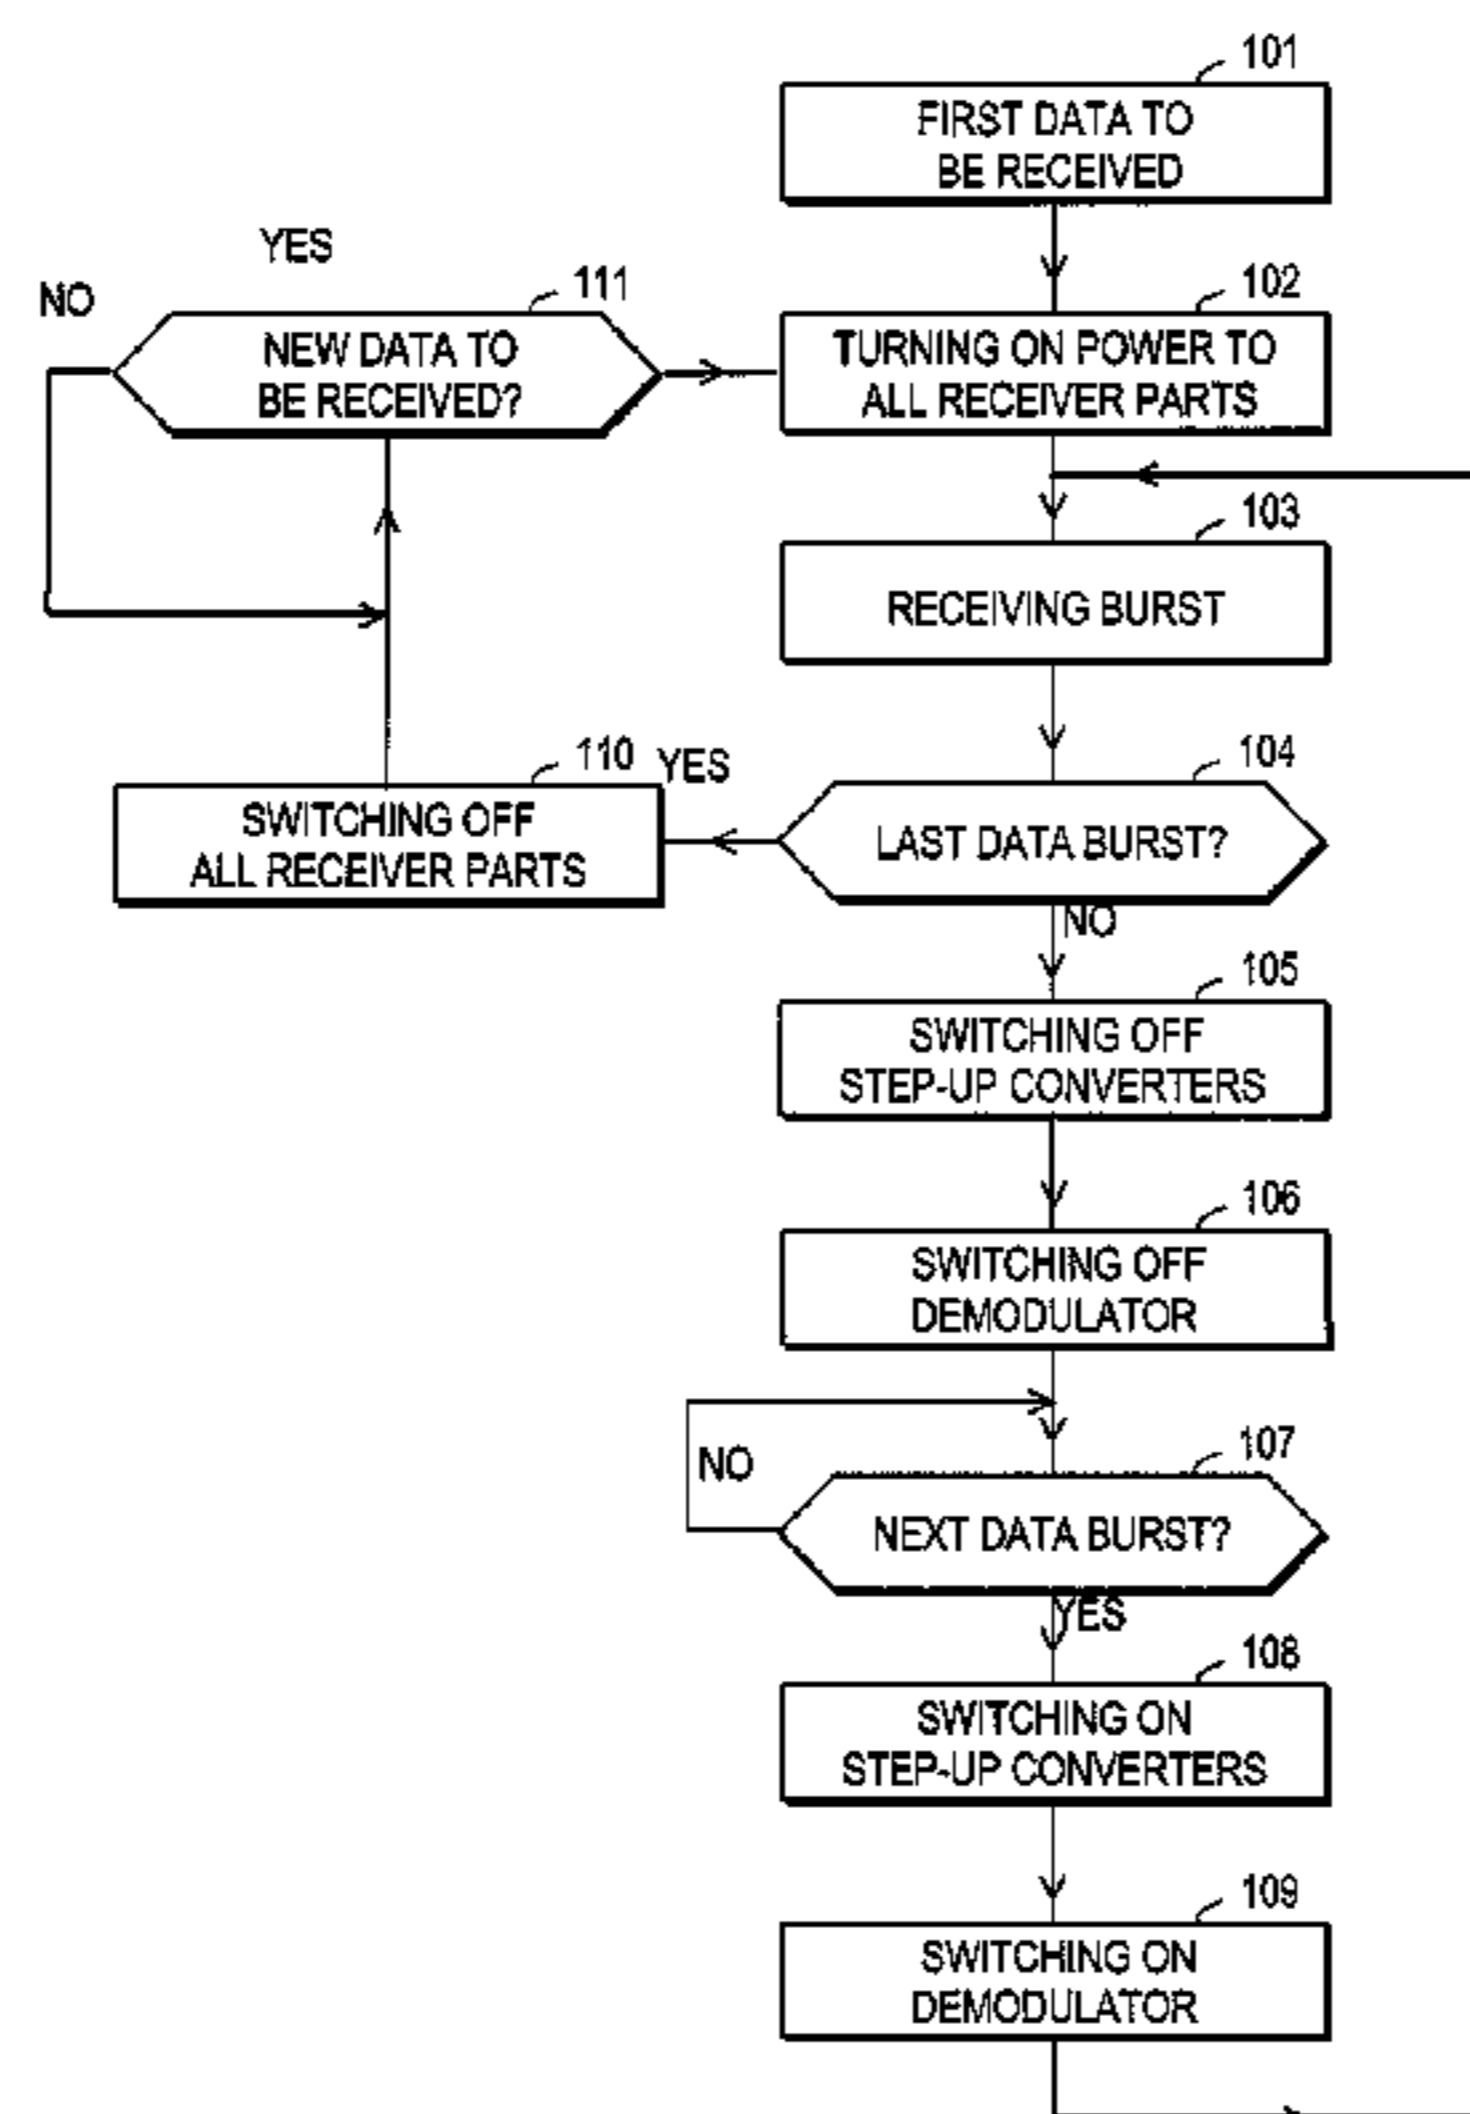 101
FIRST DATA TO
BE RECEIVED
YES
NO
111
NEW DATA TO
BE RECEIVED?
102
TURNING ON POWER TO
ALL RECEIVER PARTS
103
RECEIVING BURST
110
YES
SWITCHING OFF
ALL RECEIVER PARTS
104
LAST DATA BURST?
NO
105
SWITCHING OFF
STEP-UP CONVERTERS
106
SWITCHING OFF
DEMODULATOR
NO
107
NEXT DATA BURST?
YES
108
SWITCHING ON
STEP-UP CONVERTERS
109
SWITCHING ON
DEMODULATOR